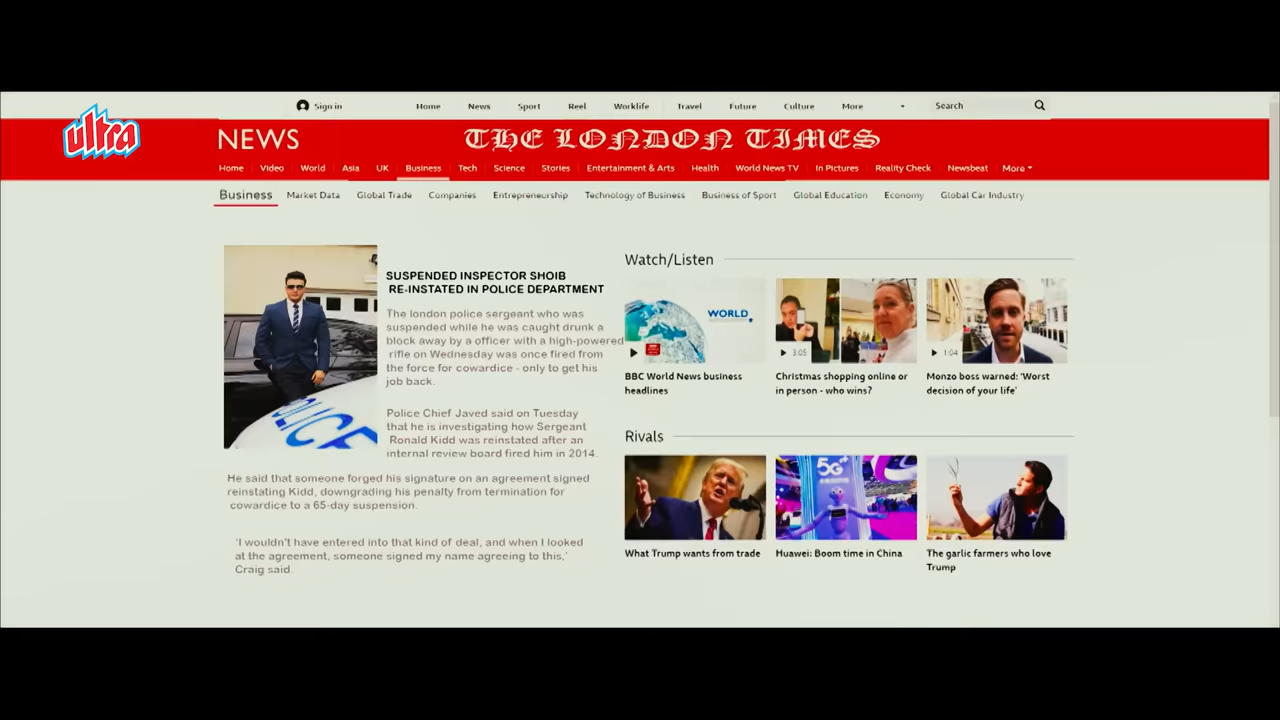 ultra
Sign in
Home News Sport Reel Worklife Travel Future Culture More Search
NEWS
THE LONDON TIMES
Home Video World Asia UK Business Tech Science Stories Entertainment & Arts Health World News TV In Pictures Reality Check Newsbeat More
Business Market Data Global Trade Companies Entrepreneurship Technology of Business Business of Sport Global Education Economy Global Car Industry
POLICE
SUSPENDED INSPECTOR SHOIB
RE-INSTATED IN POLICE DEPARTMENT
The london police sergeant who was
suspended while he was caught drunk a
block away by a officer with a high-powered
rifle on Wednesday was once fired from
the force for cowardice - only to get his
job back.
Police Chief Javed said on Tuesday
that he is investigating how Sergeant
Ronald Kidd was reinstated after an
internal review board fired him in 2014.
He said that someone forged his signature on an agreement signed
reinstating Kidd, downgrading his penalty from termination for
cowardice to a 65-day suspension.
'I wouldn't have entered into that kind of deal, and when I looked
at the agreement, someone signed my name agreeing to this,'
Craig said.
Watch/Listen
WORLD.
3:05
1:04
BBC World News business
headlines
Christmas shopping online or
in person - who wins?
Monzo boss warned: 'Worst
decision of your life'
Rivals
5G
What Trump wants from trade
Huawei: Boom time in China
The garlic farmers who love
Trump